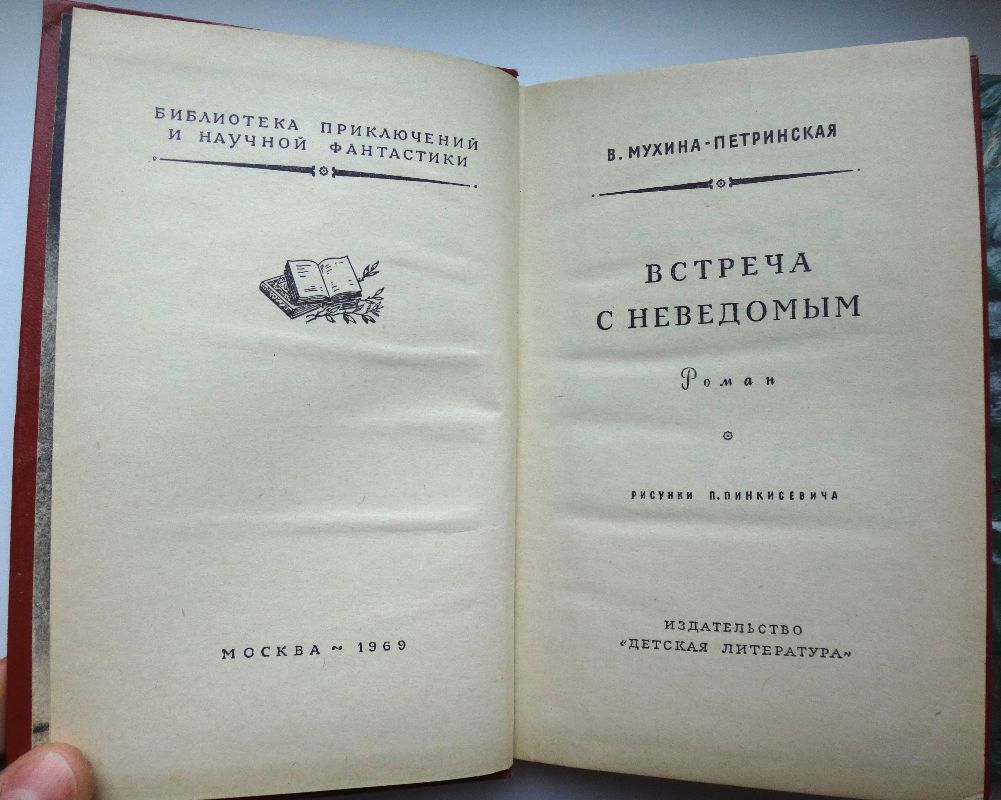 БИБЛИОТЕКА ПРИКЛЮЧЕНИЙ
И НАУЧНОЙ ФАНТАСТИКИ
МОСКВА ~ 1969
В. МУХИНА-ПЕТРИНСКАЯ
ВСТРЕЧА
С НЕВЕДОМЫМ
Роман
РИСУНКИ П. ПИНКИСЕВИЧА
ИЗДАТЕЛЬСТВО
«ДЕТСКАЯ ЛИТЕРАТУРА»